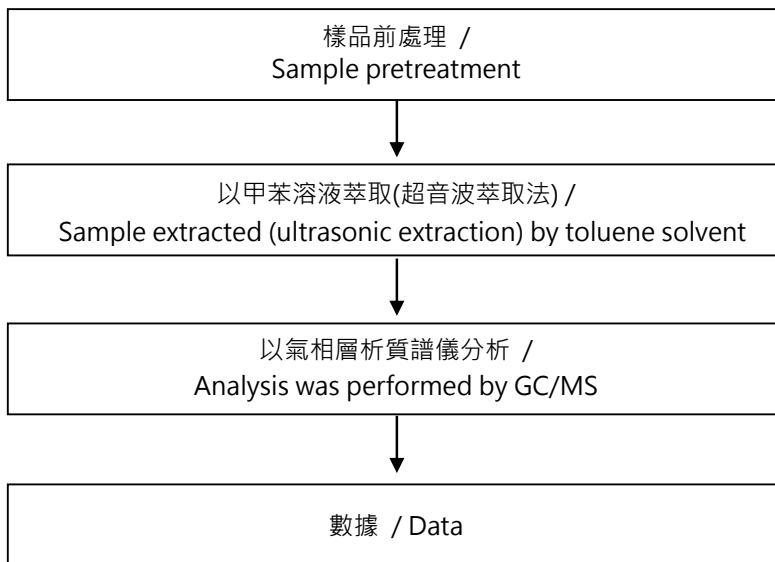 樣品前處理 /
Sample pretreatment
以甲苯溶液萃取(超音波萃取法) /
Sample extracted (ultrasonic extraction) by toluene solvent
以氣相層析質譜儀分析 /
Analysis was performed by GC/MS
數據 / Data